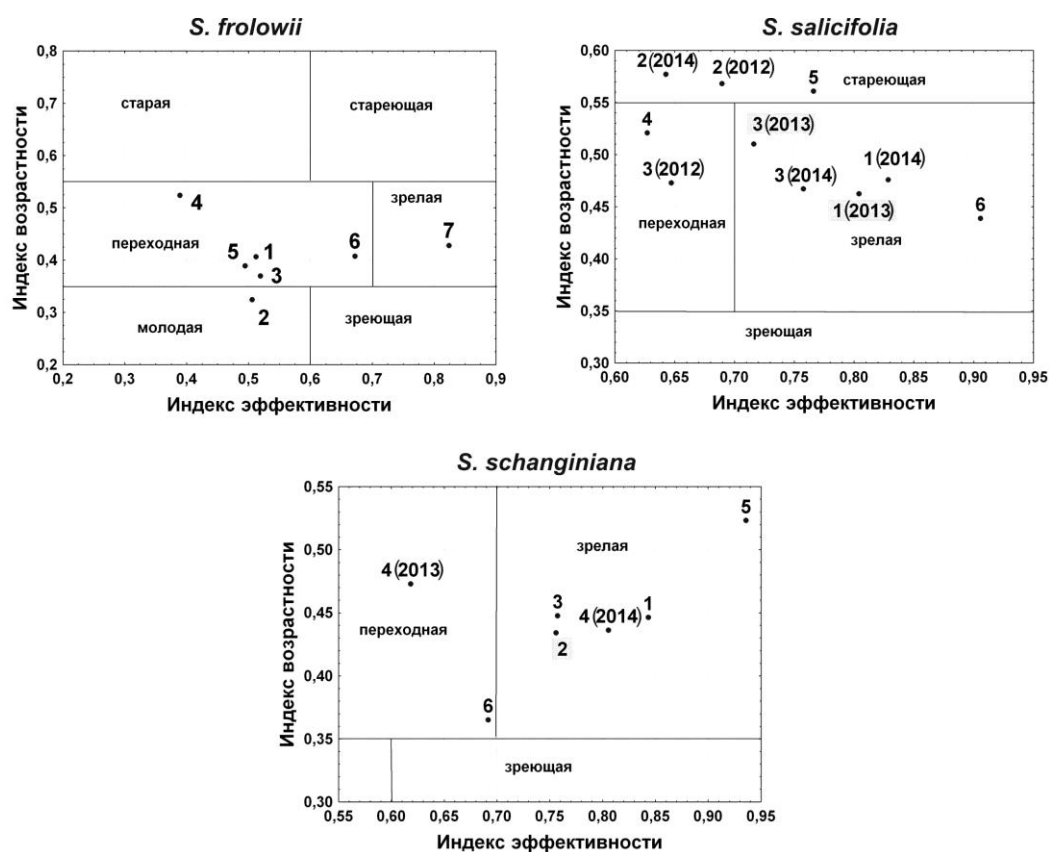 S. frolowii
Индекс возрастности
0,8
0,7
0,6
0,5
0,4
0,3
0,2
старая
стареющая
зрелая
4
переходная
5
1
3
6
7
2
молодая
зреющая
0,2 0,3 0,4 0,5 0,6 0,7 0,8 0,9
Индекс эффективности
S. salicifolia
Индекс возрастности
0,60
0,55
0,50
0,45
0,40
0,35
0,30
2(2014)
2(2012)
5
стареющая
4
3(2013)
3(2012)
3(2014)
1(2014)
1(2013)
6
переходная
зрелая
зреющая
0,60 0,65 0,70 0,75 0,80 0,85 0,90 0,95
Индекс эффективности
S. schanginiana
Индекс возрастности
0,55
0,50
0,45
0,40
0,35
0,30
5
зрелая
4(2013)
3
4(2014)
1
переходная
2
6
зреющая
0,55 0,60 0,65 0,70 0,75 0,80 0,85 0,90 0,95
Индекс эффективности